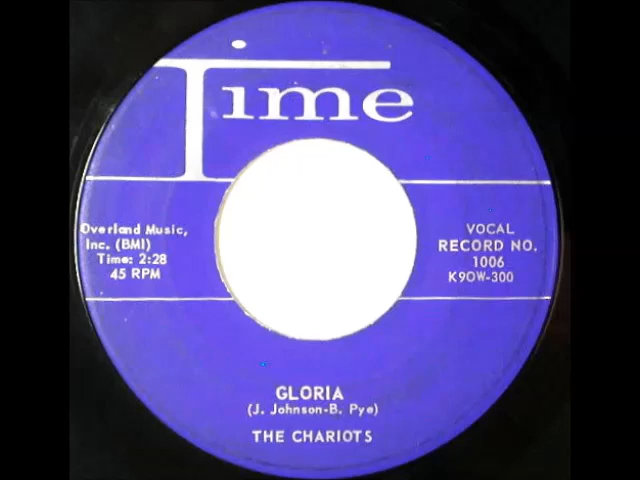 Time
Overland Music,
Inc. (BMI)
Time: 2:28
45 RPM
VOCAL
RECORD NO.
1006
K9OW-300
GLORIA
(J. Johnson-B. Pye)
THE CHARIOTS